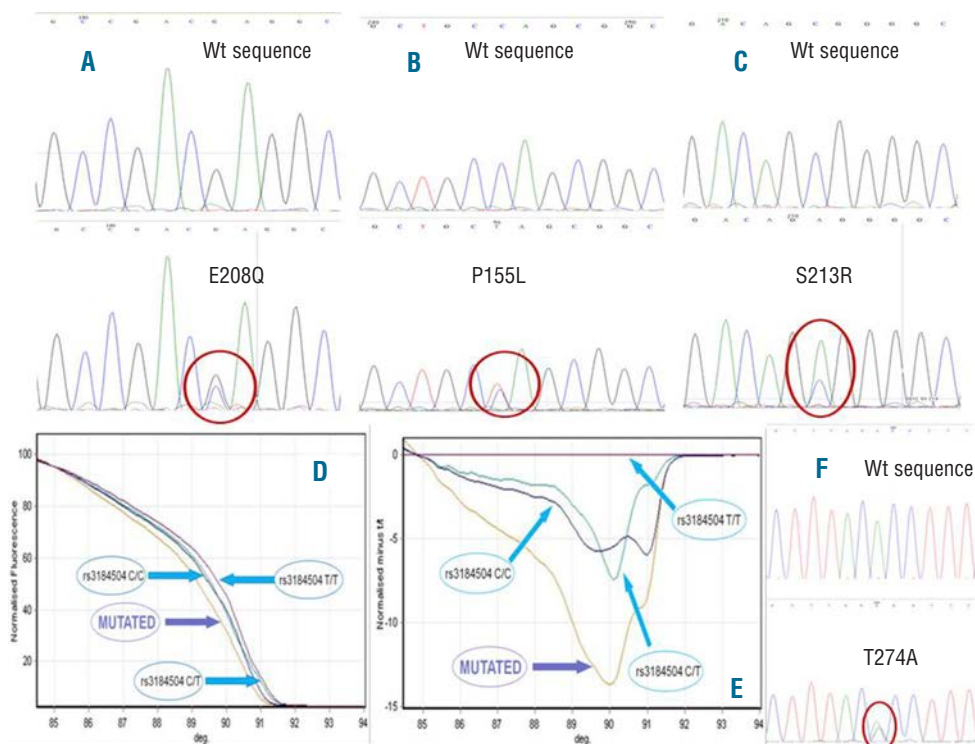 G C C G A C G A G G C
G C T G C C A G C G G C
G A C A G C G G G G C
A
Wt sequence
B
Wt sequence
C
Wt sequence
G C C G A C G A G G C
G C T G C T A G C G G C
G A C A G A G G G G C
E208Q
P155L
S213R
D
Normalised Fluorescence
100
80
60
40
20
rs3184504 C/C
rs3184504 T/T
MUTATED
rs3184504 C/T
85 86 87 88 89 90 91 92 93 94
deg.
Normalised minus t/t
0
-5
-10
-15
rs3184504 T/T
rs3184504 C/C
MUTATED
rs3184504 C/T
E
85 86 87 88 89 90 91 92 93 94
deg.
F
Wt sequence
T274A